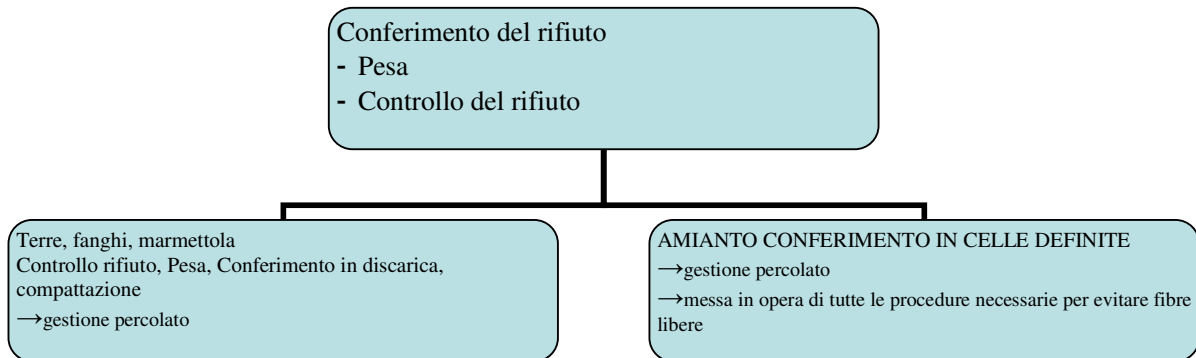 Conferimento del rifiuto
- Pesa
- Controllo del rifiuto
Terre, fanghi, marmettola
Controllo rifiuto, Pesa, Conferimento in discarica,
compattazione
→gestione percolato
AMIANTO CONFERIMENTO IN CELLE DEFINITE
→gestione percolato
→messa in opera di tutte le procedure necessarie per evitare fibre
libere